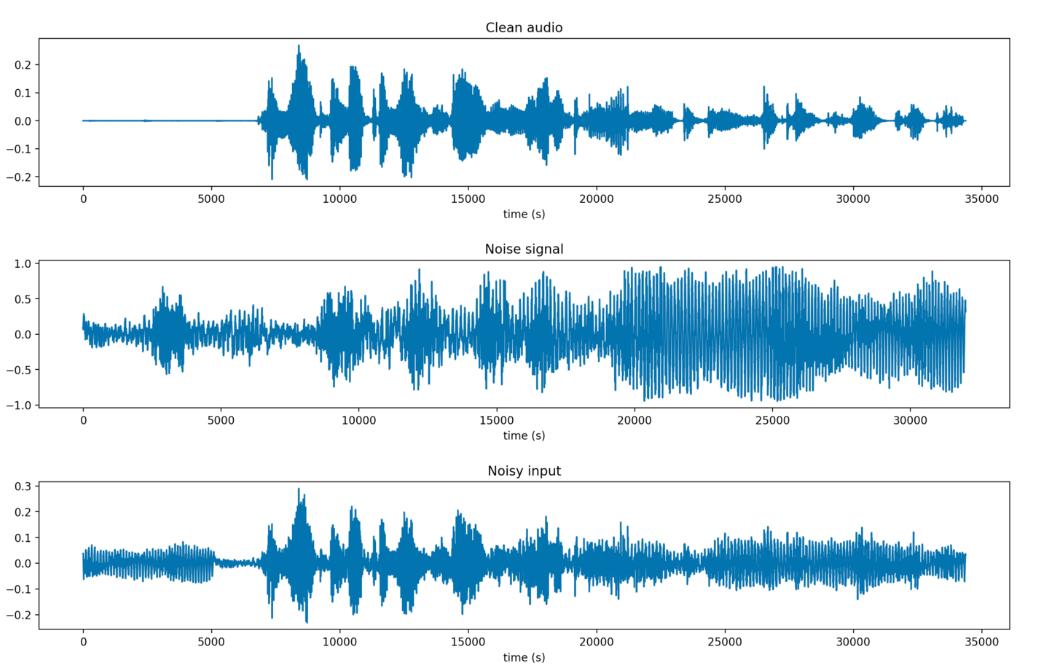 Clean audio
0.2
0.1
0.0
−0.1
−0.2
0 5000 10000 15000 20000 25000 30000 35000
time (s)
Noise signal
1.0
0.5
0.0
−0.5
−1.0
0 5000 10000 15000 20000 25000 30000
time (s)
Noisy input
0.3
0.2
0.1
0.0
−0.1
−0.2
0 5000 10000 15000 20000 25000 30000 35000
time (s)